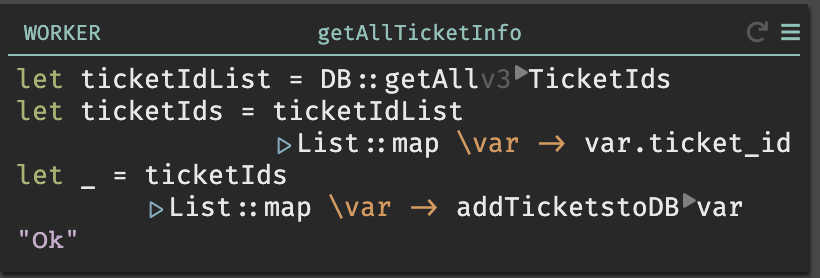 WORKER getAllTicketInfo
let ticketIdList = DB::getAllv3▶TicketIds
let ticketIds = ticketIdList
▷List::map \var -> var.ticket_id
let _ = ticketIds
▷List::map \var -> addTicketstoDB▶var
"Ok"